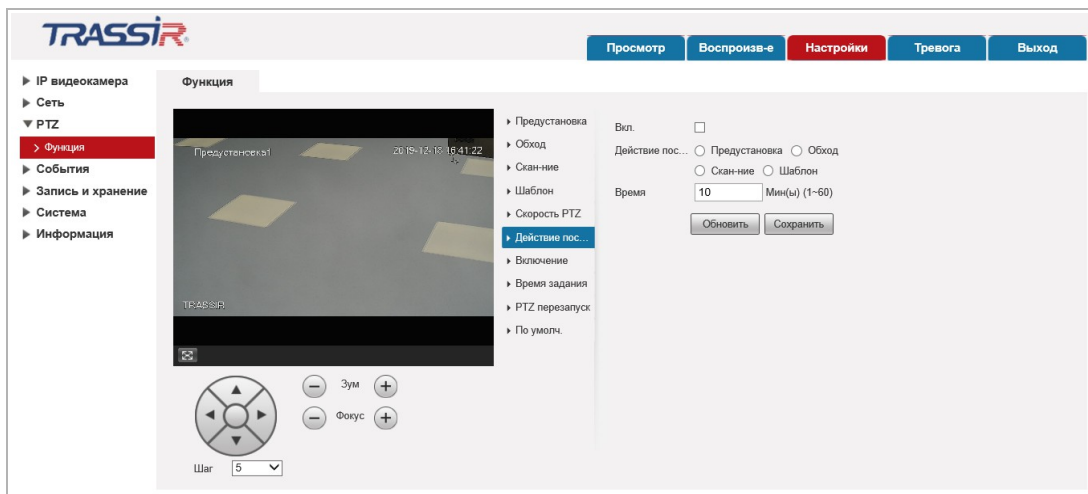 TRASSIR
Просмотр
Воспроизв-е
Настройки
Тревога
Выход
IP видеокамера
Сеть
PTZ
Функция
События
Запись и хранение
Система
Информация
Функция
Предустановка1
2019-12-15 16:41:22
TRASSIR
Зум
Фокус
Шаг 5
Предустановка
Обход
Скан-ние
Шаблон
Скорость PTZ
Действие пос...
Включение
Время задания
PTZ перезапуск
По умолч.
Вкл.
Действие пос... Предустановка Обход
Скан-ние Шаблон
Время 10 Мин(ы) (1~60)
Обновить Сохранить